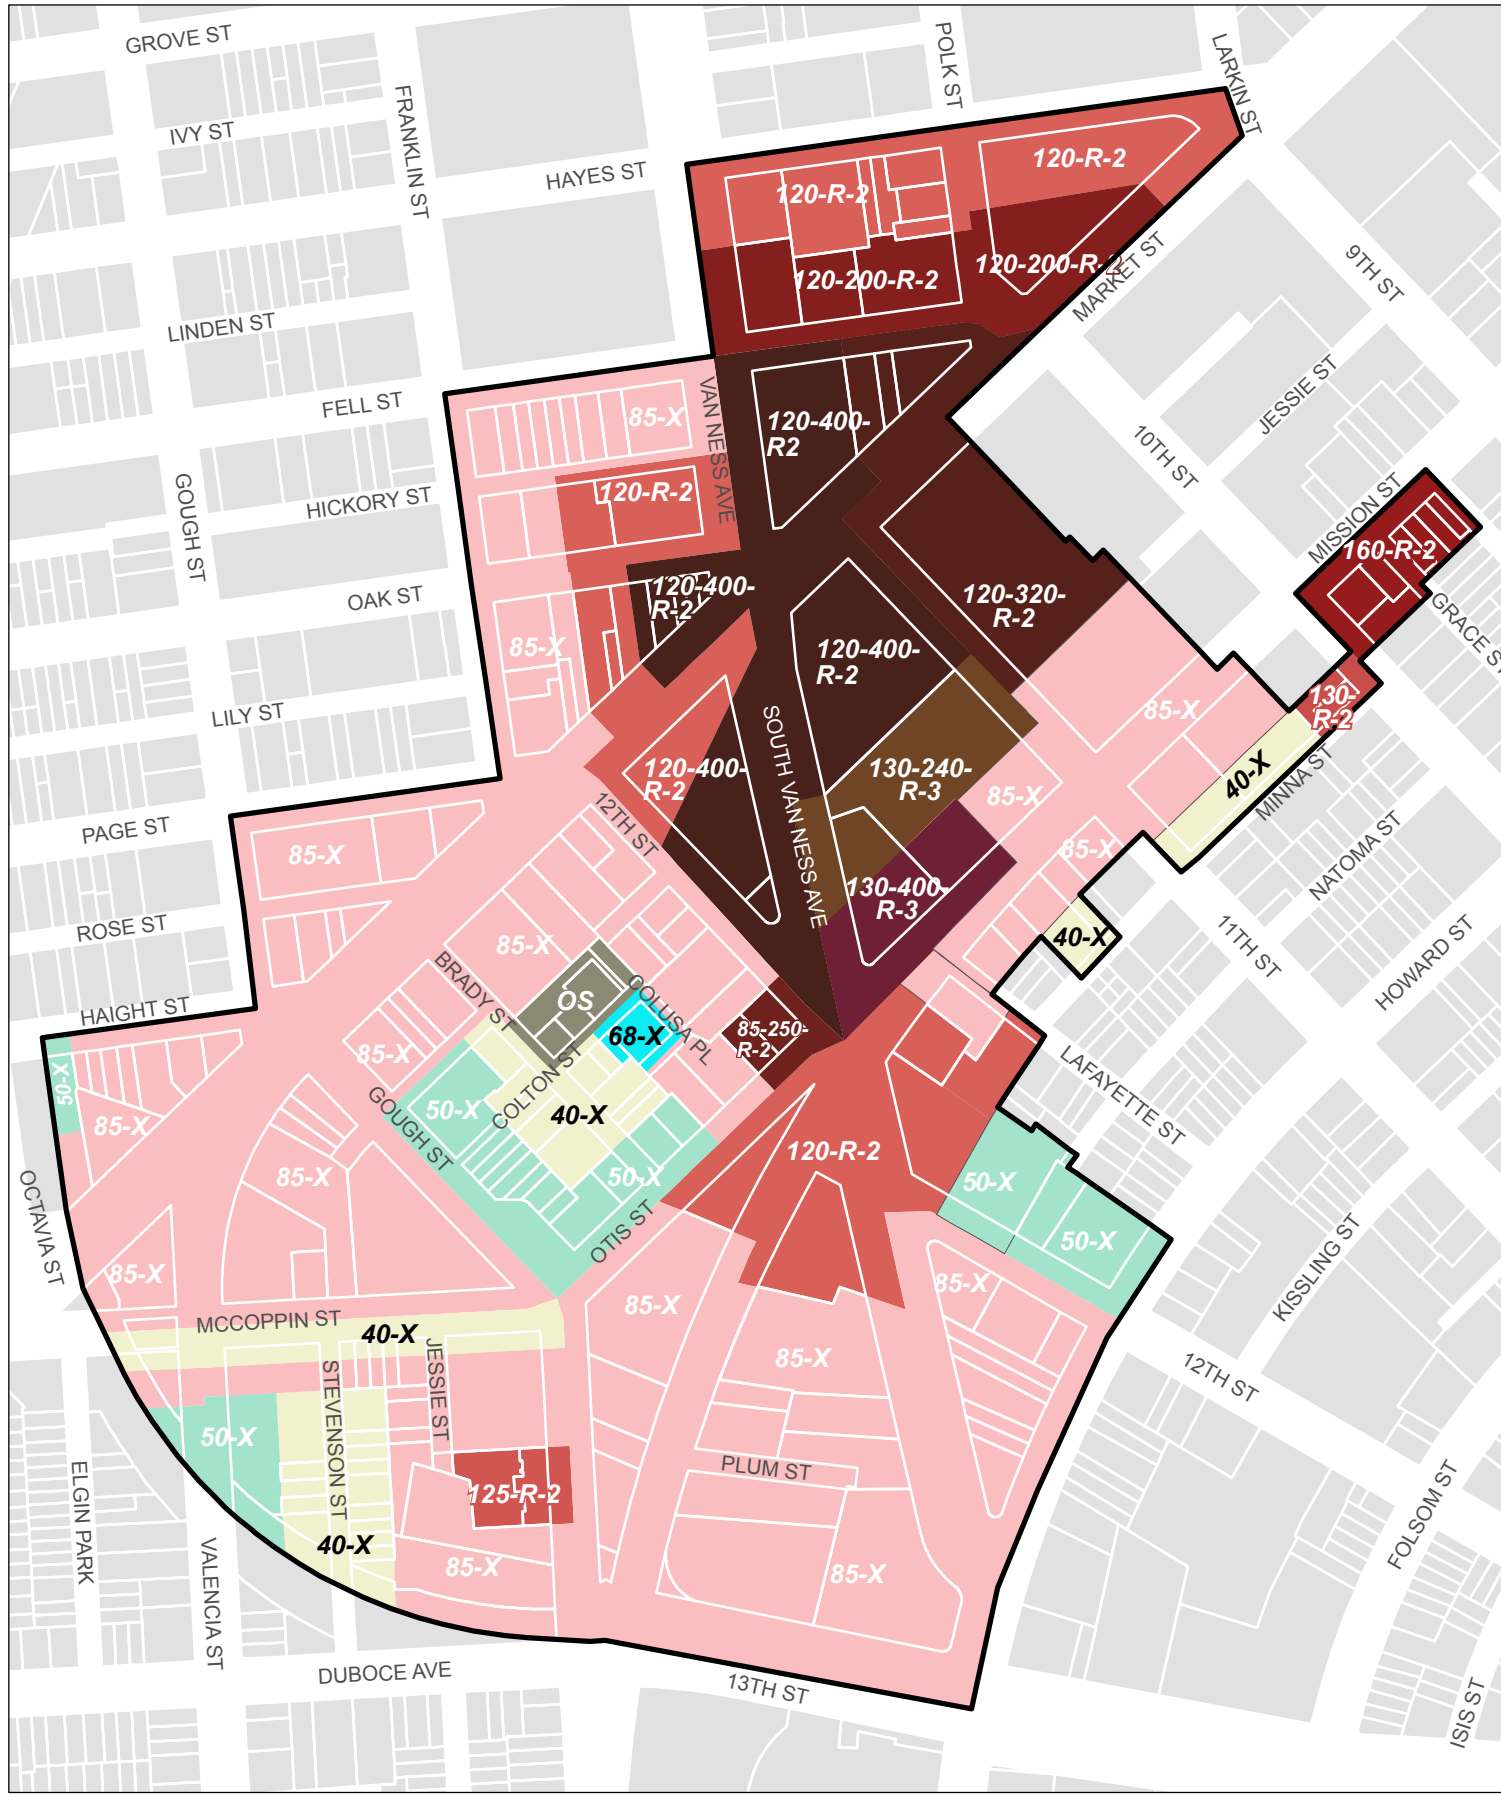 GROVE ST
POLK ST
LARKIN ST
IVY ST
FRANKLIN ST
HAYES ST
120-R-2
120-R-2
120-200-R-2
120-200-R-2
MARKET ST
9TH ST
LINDEN ST
JESSIE ST
FELL ST
85-X
VAN NESS AVE
120-400-
R2
10TH ST
GOUGH ST
HICKORY ST
120-R-2
MISSION ST
160-R-2
OAK ST
120-400-
R-2
120-320-
R-2
GRACE ST
85-X
120-400-
R-2
LILY ST
85-X
130-
R-2
SOUTH VAN NESS AVE
120-400-
R-2
130-240-
R-3
85-X
40-X
MINNA ST
12TH ST
PAGE ST
85-X
85-X
NATOMA ST
130-400-
R-3
ROSE ST
85-X
40-X
11TH ST
HOWARD ST
BRADY ST
OS
COLUSA PL
HAIGHT ST
68-X
85-250-
R-2
85-X
COLTON ST
50-X
GOUGH ST
50-X
40-X
85-X
LAFAYETTE ST
120-R-2
85-X
50-X
50-X
OCTAVIA ST
OTIS ST
50-X
KISSLING ST
85-X
85-X
85-X
MCCOPPIN ST
40-X
JESSIE ST
STEVENSON ST
85-X
12TH ST
50-X
PLUM ST
ELGIN PARK
125-R-2
FOLSOM ST
40-X
VALENCIA ST
85-X
85-X
DUBOCE AVE
13TH ST
ISIS ST